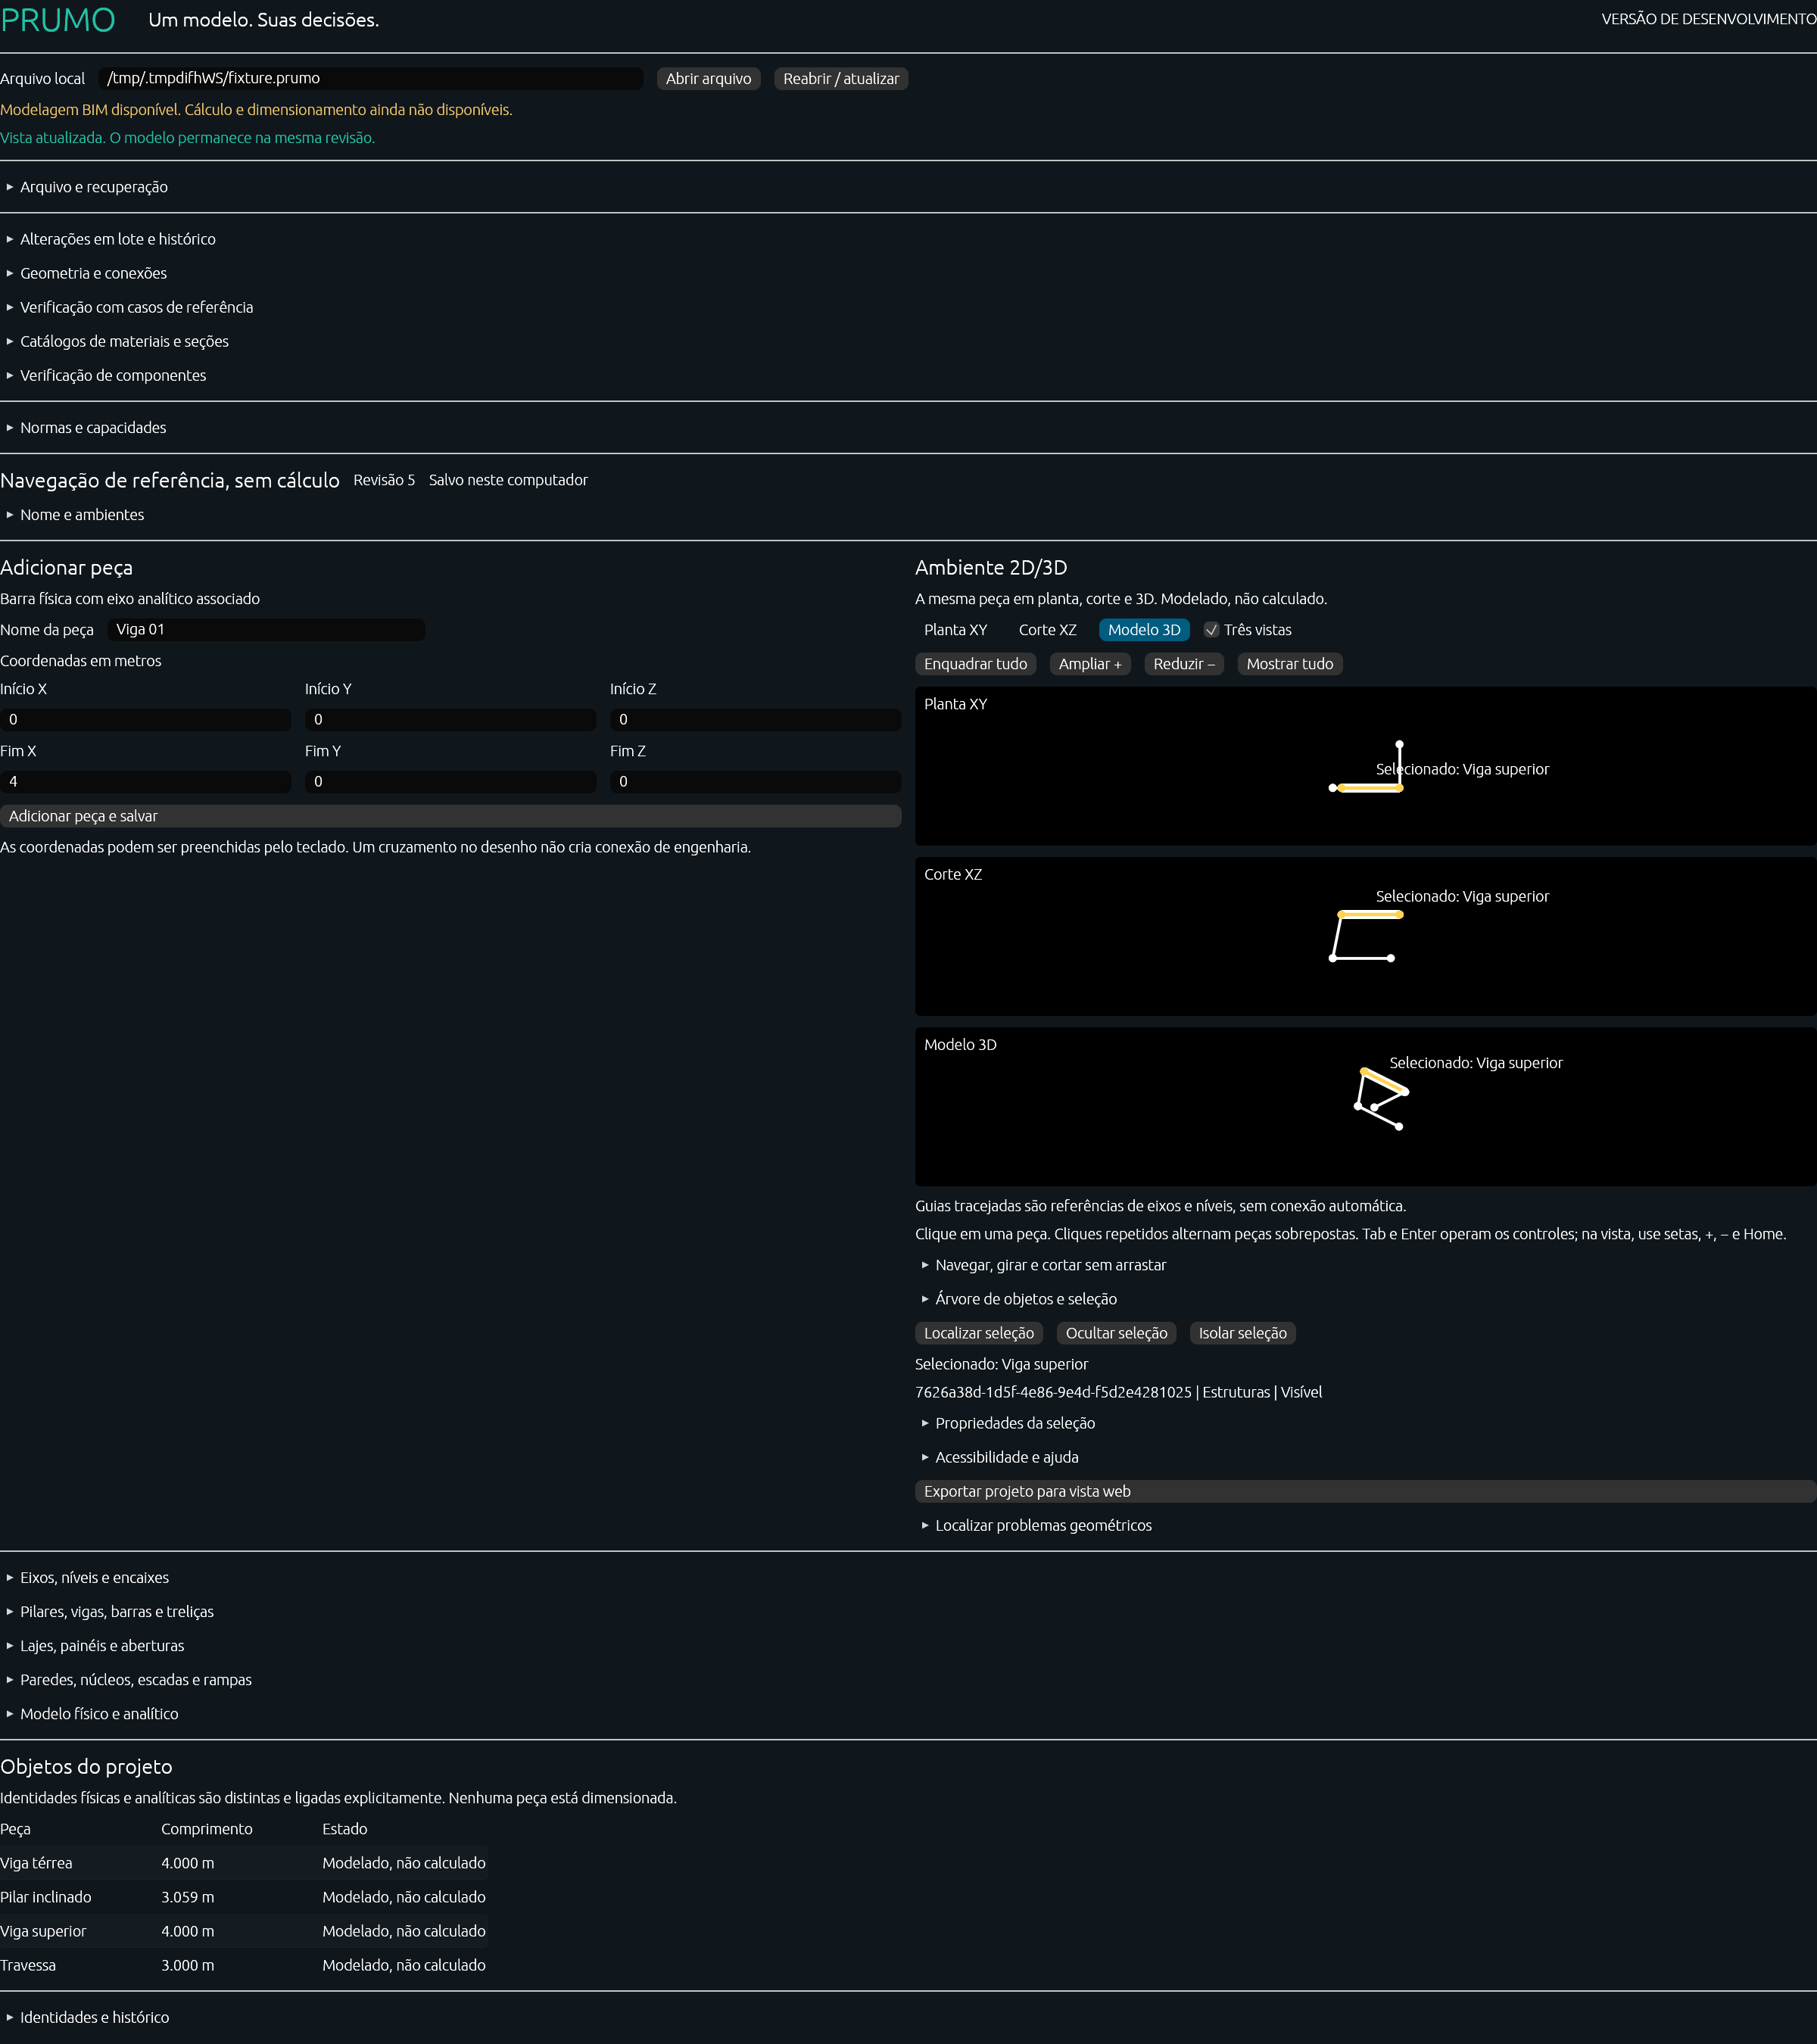 PRUMO Um modelo. Suas decisões. VERSÃO DE DESENVOLVIMENTO
Arquivo local /tmp/.tmpdifhWS/fixture.prumo Abrir arquivo Reabrir / atualizar
Modelagem BIM disponível. Cálculo e dimensionamento ainda não disponíveis.
Vista atualizada. O modelo permanece na mesma revisão.
Arquivo e recuperação
Alterações em lote e histórico
Geometria e conexões
Verificação com casos de referência
Catálogos de materiais e seções
Verificação de componentes
Normas e capacidades
Navegação de referência, sem cálculo Revisão 5 Salvo neste computador
Nome e ambientes
Adicionar peça
Barra física com eixo analítico associado
Nome da peça Viga 01
Coordenadas em metros
Início X Início Y Início Z
0 0 0
Fim X Fim Y Fim Z
4 0 0
Adicionar peça e salvar
As coordenadas podem ser preenchidas pelo teclado. Um cruzamento no desenho não cria conexão de engenharia.
Ambiente 2D/3D
A mesma peça em planta, corte e 3D. Modelado, não calculado.
Planta XY Corte XZ Modelo 3D Três vistas
Enquadrar tudo Ampliar + Reduzir − Mostrar tudo
Planta XY
Selecionado: Viga superior
Corte XZ
Selecionado: Viga superior
Modelo 3D
Selecionado: Viga superior
Guias tracejadas são referências de eixos e níveis, sem conexão automática.
Clique em uma peça. Cliques repetidos alternam peças sobrepostas. Tab e Enter operam os controles; na vista, use setas, +, − e Home.
Navegar, girar e cortar sem arrastar
Árvore de objetos e seleção
Localizar seleção Ocultar seleção Isolar seleção
Selecionado: Viga superior
7626a38d-1d5f-4e86-9e4d-f5d2e4281025 | Estruturas | Visível
Propriedades da seleção
Acessibilidade e ajuda
Exportar projeto para vista web
Localizar problemas geométricos
Eixos, níveis e encaixes
Pilares, vigas, barras e treliças
Lajes, painéis e aberturas
Paredes, núcleos, escadas e rampas
Modelo físico e analítico
Objetos do projeto
Identidades físicas e analíticas são distintas e ligadas explicitamente. Nenhuma peça está dimensionada.
Peça Comprimento Estado
Viga térrea 4.000 m Modelado, não calculado
Pilar inclinado 3.059 m Modelado, não calculado
Viga superior 4.000 m Modelado, não calculado
Travessa 3.000 m Modelado, não calculado
Identidades e histórico